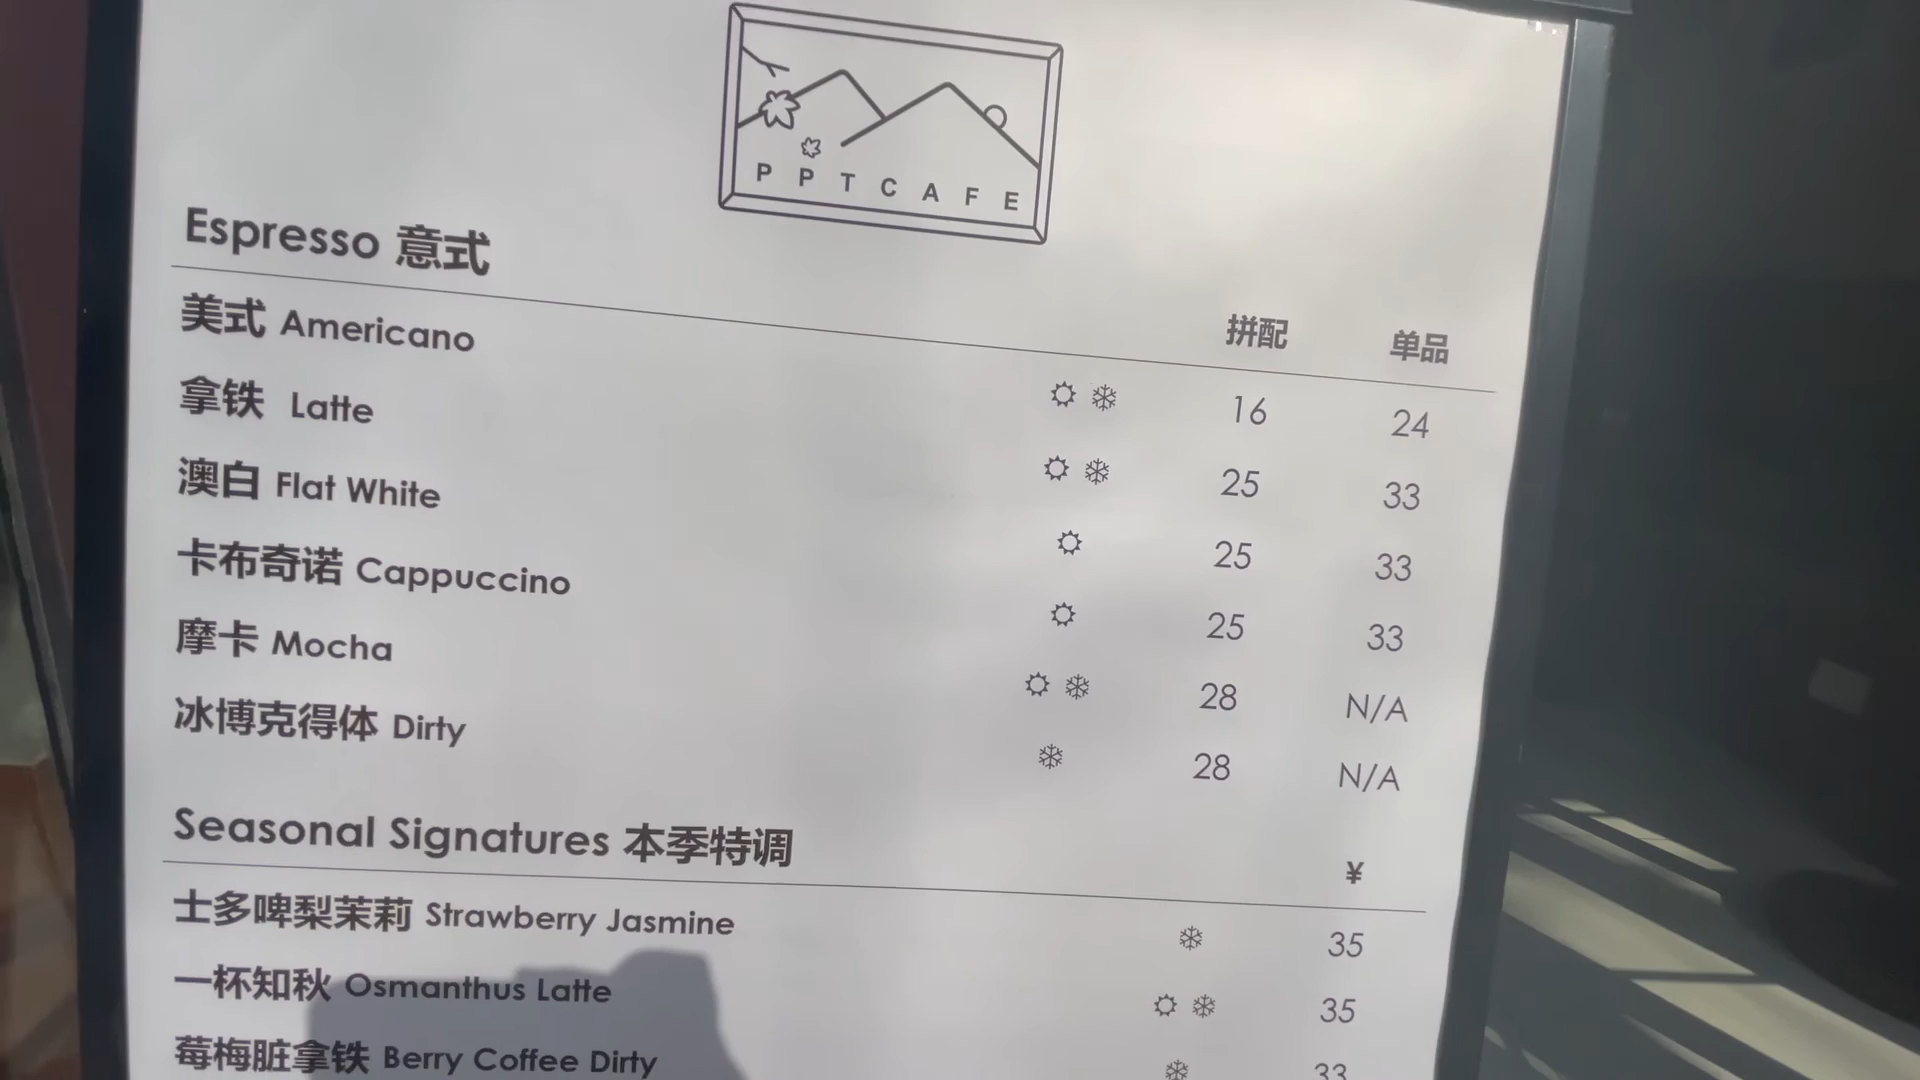 PPTCAFE
Espresso 意式
拼配 单品
美式 Americano 16 24
拿铁 Latte 25 33
澳白 Flat White 25 33
卡布奇诺 Cappuccino 25 33
摩卡 Mocha 28 N/A
冰博克得体 Dirty 28 N/A
Seasonal Signatures 本季特调 ¥
士多啤梨茉莉 Strawberry Jasmine 35
一杯知秋 Osmanthus Latte 35
莓梅脏拿铁 Berry Coffee Dirty 33